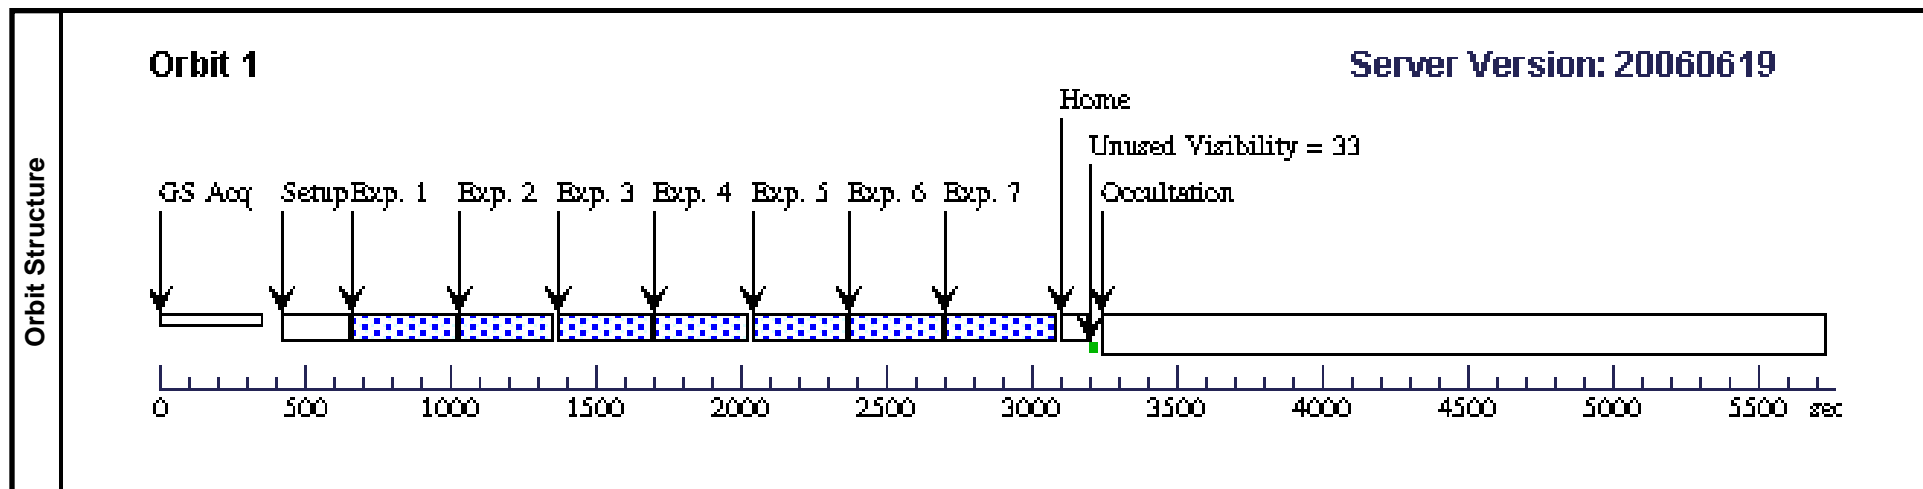 Orbit Structure
Orbit 1
Server Version: 20060619
Home
Unused Visibility = 33
GS Acq Setup Exp. 1 Exp. 2 Exp. 3 Exp. 4 Exp. 5 Exp. 6 Exp. 7 Occultation
0 500 1000 1500 2000 2500 3000 3500 4000 4500 5000 5500 sec